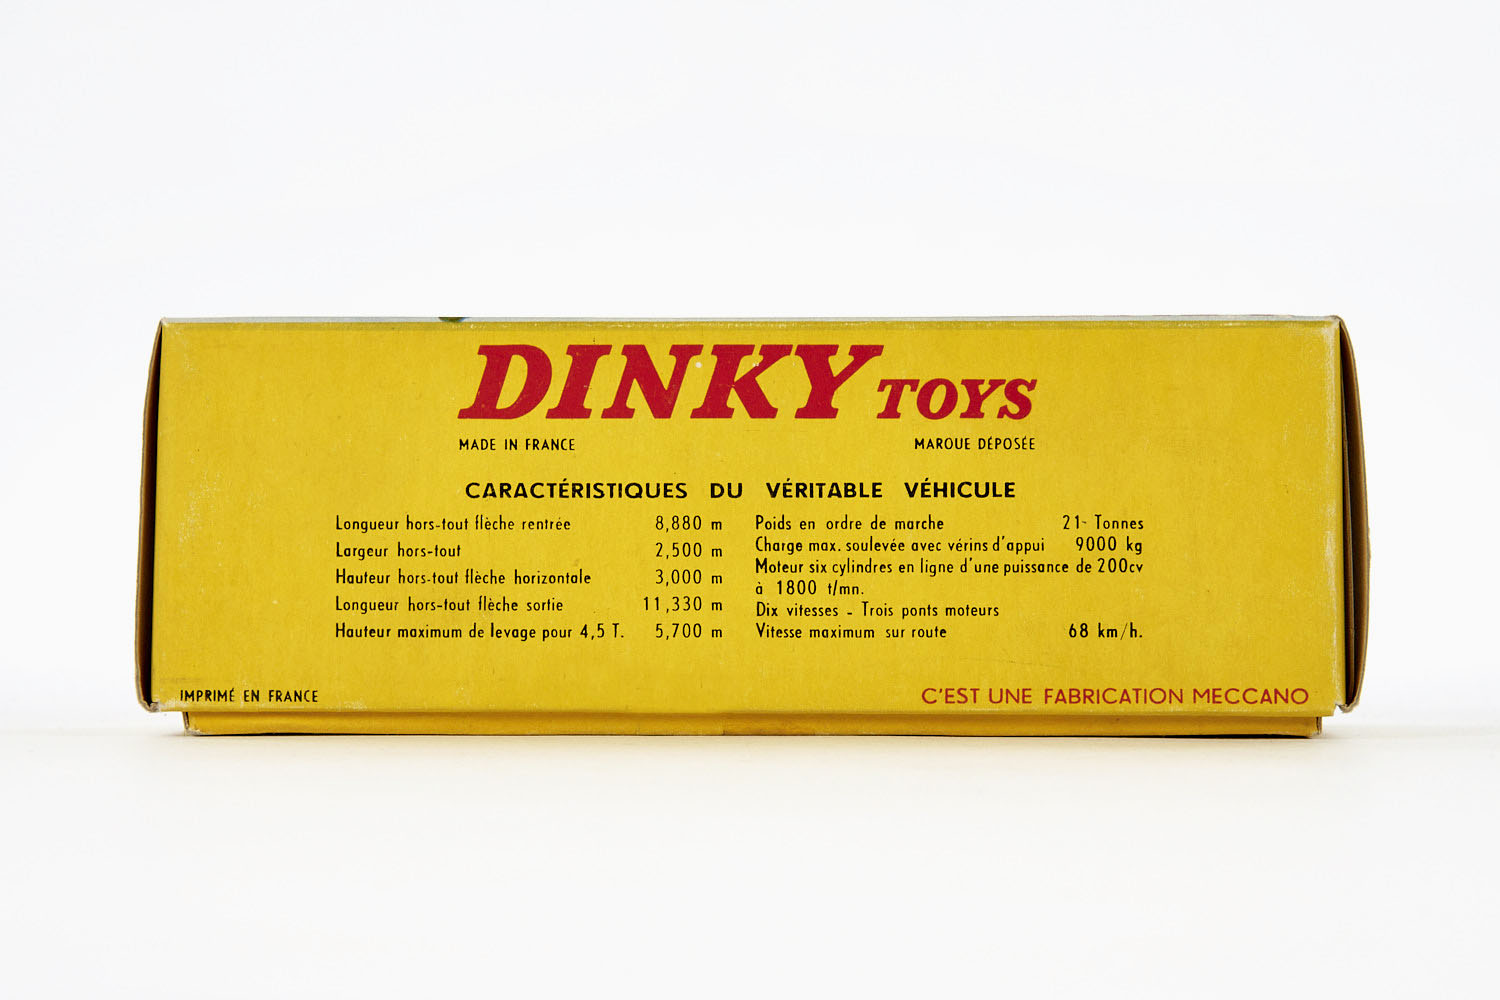 DINKY TOYS
MADE IN FRANCE MARQUE DÉPOSÉE
CARACTÉRISTIQUES DU VÉRITABLE VÉHICULE
Longueur hors-tout flèche rentrée 8,880 m
Largeur hors-tout 2,500 m
Hauteur hors-tout flèche horizontale 3,000 m
Longueur hors-tout flèche sortie 11,330 m
Hauteur maximum de levage pour 4,5 T. 5,700 m
Poids en ordre de marche 21- Tonnes
Charge max. soulevée avec vérins d'appui 9000 kg
Moteur six cylindres en ligne d'une puissance de 200cv
à 1800 t/mn.
Dix vitesses - Trois ponts moteurs
Vitesse maximum sur route 68 km/h.
IMPRIMÉ EN FRANCE C'EST UNE FABRICATION MECCANO